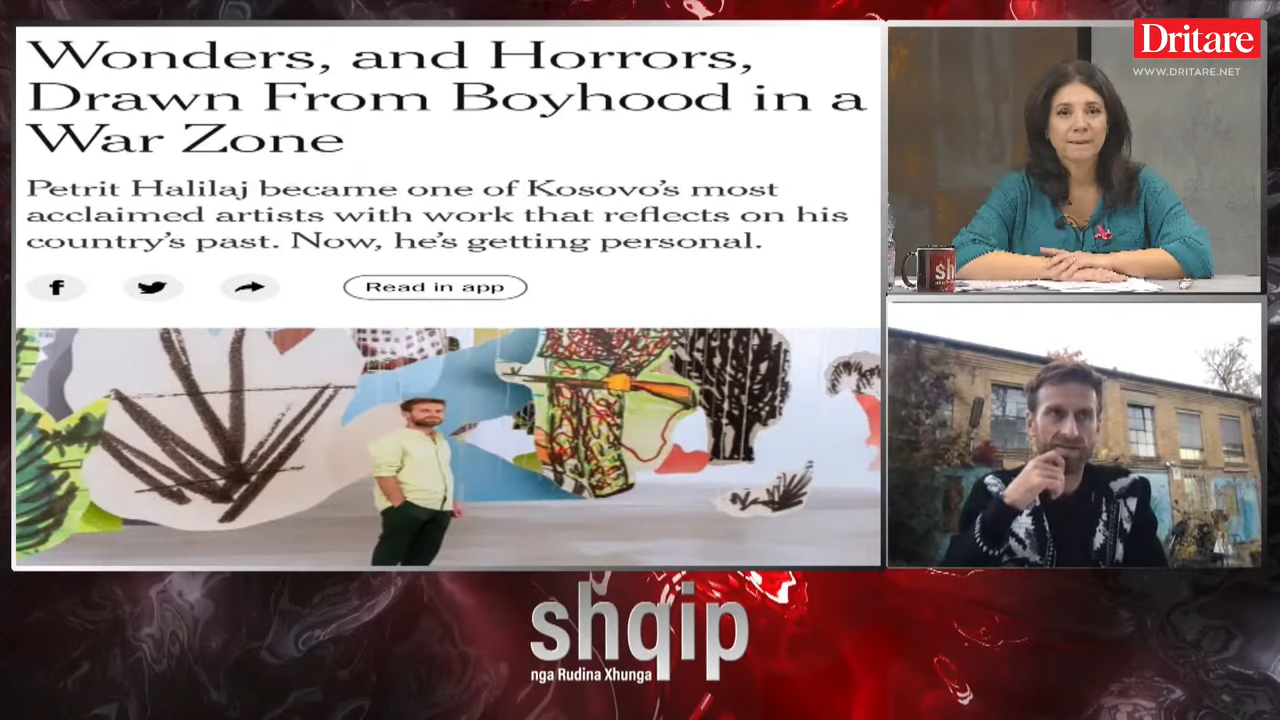 Wonders, and Horrors,
Drawn From Boyhood in a
War Zone
Petrit Halilaj became one of Kosovo's most
acclaimed artists with work that reflects on his
country's past. Now, he's getting personal.
Read in app
Dritare
WWW.DRITARE.NET
sh
shqip
nga Rudina Xhunga